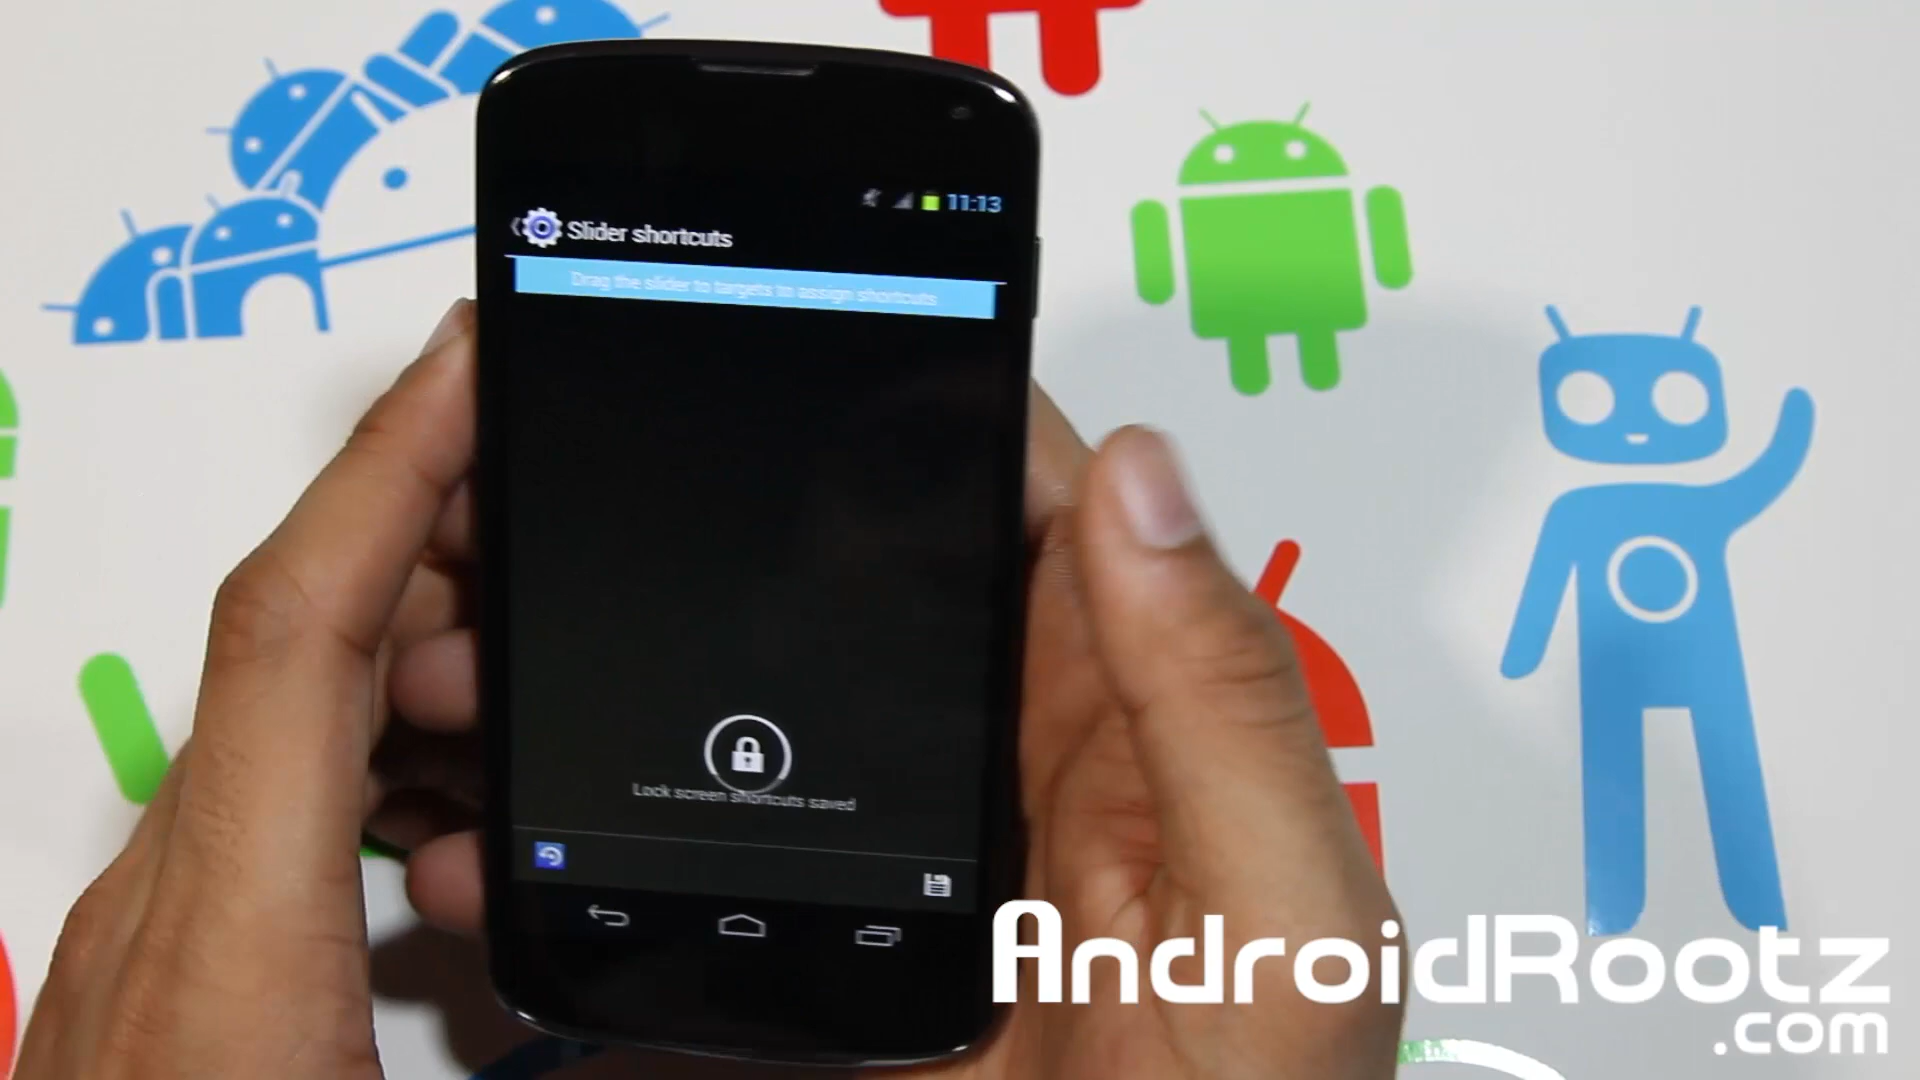 11:13
Slider shortcuts
Drag the slider to targets to assign shortcuts
Lock screen shortcuts saved
AndroidRootz
.com